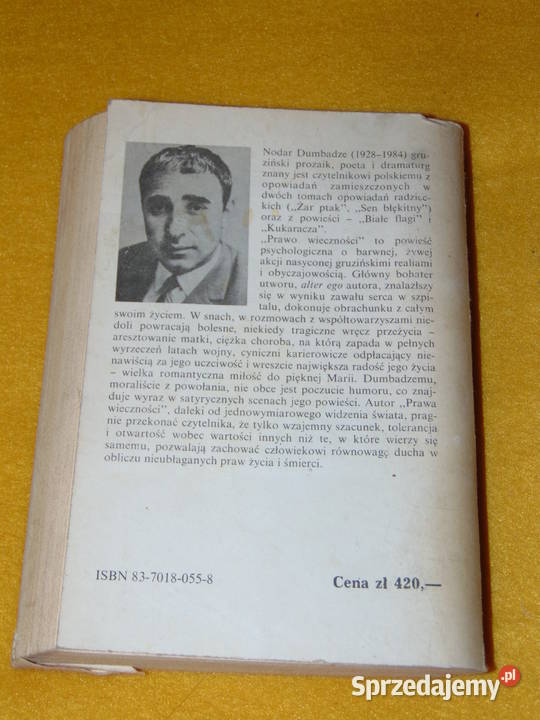 Nodar Dumbadze (1928–1984) gru-
ziński prozaik, poeta i dramaturg
znany jest czytelnikowi polskiemu z
opowiadań zamieszczonych w
dwóch tomach opowiadań radziec-
kich („Żar ptak", „Sen błękitny")
oraz z powieści – „Białe flagi" i
„Kukaracza".
„Prawo wieczności" to powieść
psychologiczna o barwnej, żywej
akcji nasyconej gruzińskimi realiami
i obyczajowością. Główny bohater
utworu, alter ego autora, znalazłszy
się w wyniku zawału serca w szpi-
talu, dokonuje obrachunku z całym
swoim życiem. W snach, w rozmowach z współtowarzyszami nie-
doli powracają bolesne, niekiedy tragiczne wręcz przeżycia –
aresztowanie matki, ciężka choroba, na którą zapada w pełnych
wyrzeczeń latach wojny, cyniczni karierowicze odpłacający nie-
nawiścią za jego uczciwość i wreszcie największa radość jego życia
– wielka romantyczna miłość do pięknej Marii. Dumbadzemu,
moraliście z powołania, nie obce jest poczucie humoru, co znaj-
duje wyraz w satyrycznych scenach jego powieści. Autor „Prawa
wieczności", daleki od jednowymiarowego widzenia świata, prag-
nie przekonać czytelnika, że tylko wzajemny szacunek, tolerancja
i otwartość wobec wartości innych niż te, w które wierzy się
samemu, pozwalają zachować człowiekowi równowagę ducha w
obliczu nieubłaganych praw życia i śmierci.
ISBN 83-7018-055-8
Cena zł 420,—
Sprzedajemy.pl